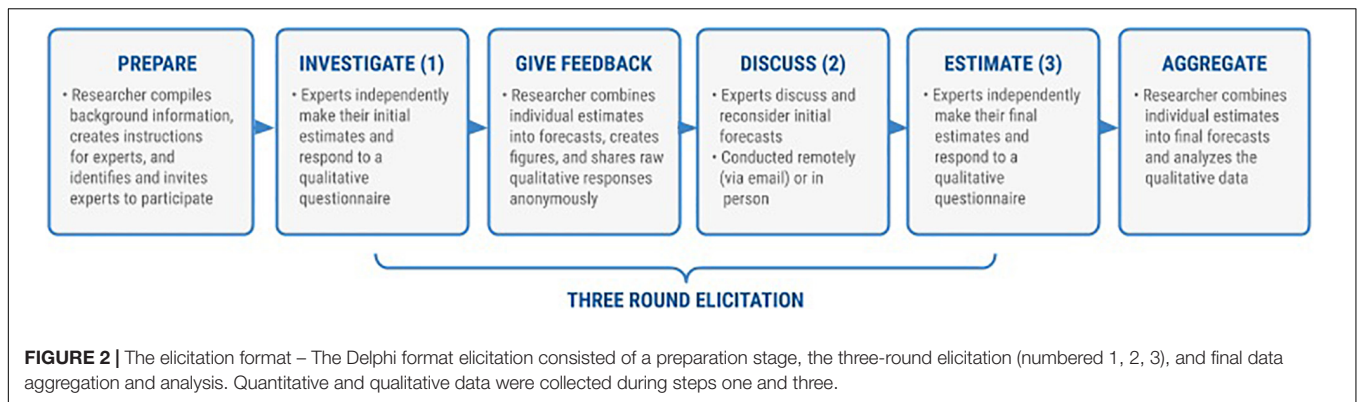 PREPARE
• Researcher compiles
background information,
creates instructions
for experts, and
identifies and invites
experts to participate
INVESTIGATE (1)
• Experts independently
make their initial
estimates and
respond to a
qualitative
questionnaire
GIVE FEEDBACK
• Researcher combines
individual estimates
into forecasts, creates
figures, and shares raw
qualitative responses
anonymously
DISCUSS (2)
• Experts discuss and
reconsider initial
forecasts
• Conducted remotely
(via email) or in
person
ESTIMATE (3)
• Experts independently
make their final
estimates and
respond to a
qualitative
questionnaire
AGGREGATE
• Researcher combines
individual estimates
into final forecasts
and analyzes the
qualitative data
THREE ROUND ELICITATION
FIGURE 2 | The elicitation format – The Delphi format elicitation consisted of a preparation stage, the three-round elicitation (numbered 1, 2, 3), and final data
aggregation and analysis. Quantitative and qualitative data were collected during steps one and three.